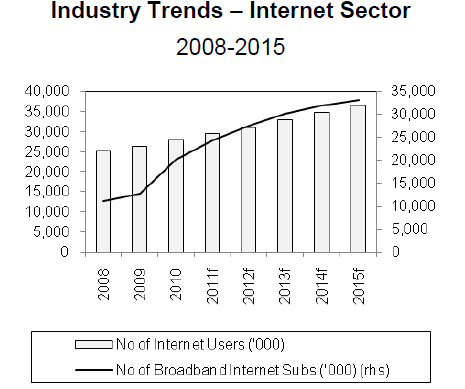 Industry Trends – Internet Sector
2008-2015
40,000
35,000
30,000
25,000
20,000
15,000
10,000
5,000
0
35,000
30,000
25,000
20,000
15,000
10,000
5,000
0
2008
2009
2010
2011f
2012f
2013f
2014f
2015f
No of Internet Users ('000)
No of Broadband Internet Subs ('000) (rhs)